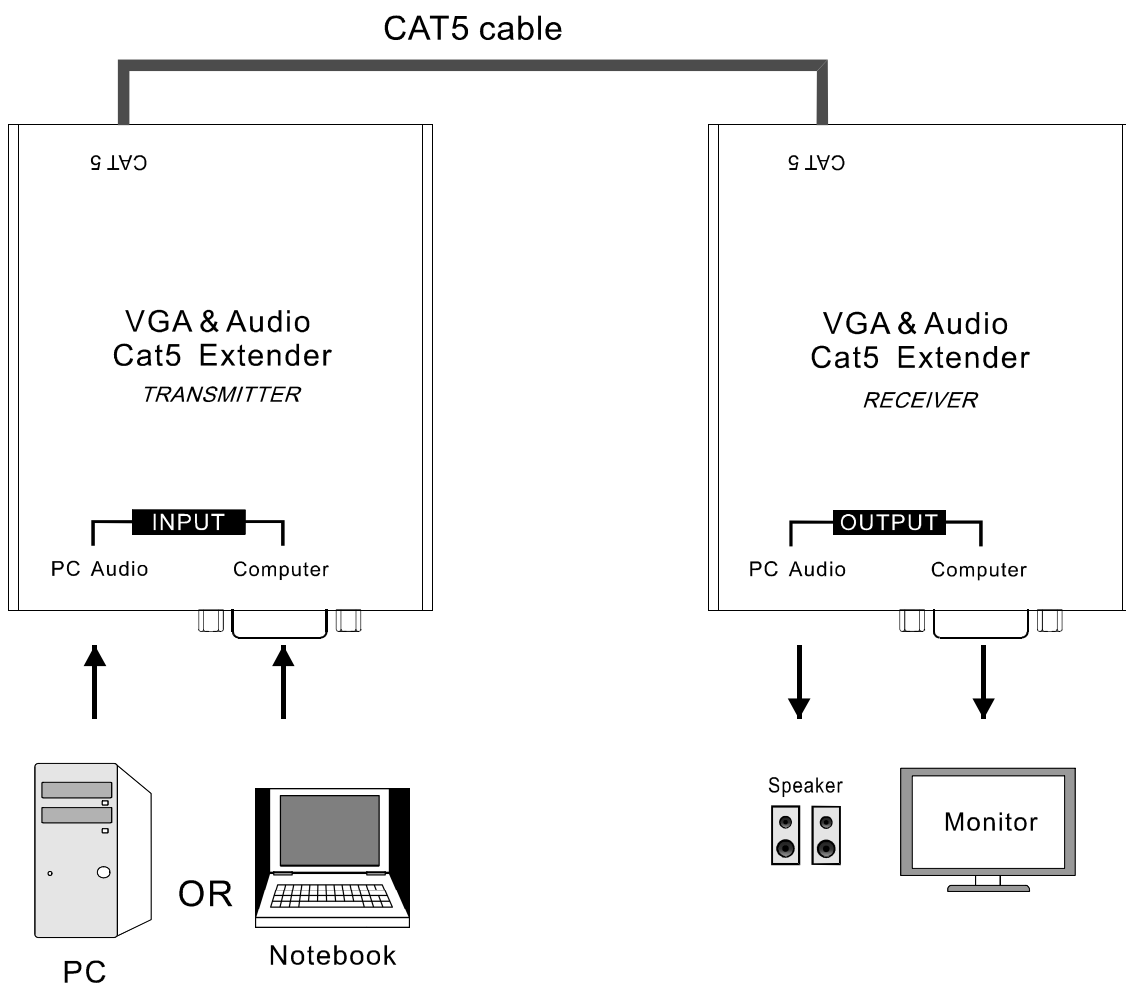 CAT5 cable
CAT 5
VGA & Audio
Cat5 Extender
TRANSMITTER
INPUT
PC Audio Computer
PC
OR
Notebook
CAT 5
VGA & Audio
Cat5 Extender
RECEIVER
OUTPUT
PC Audio Computer
Speaker
Monitor